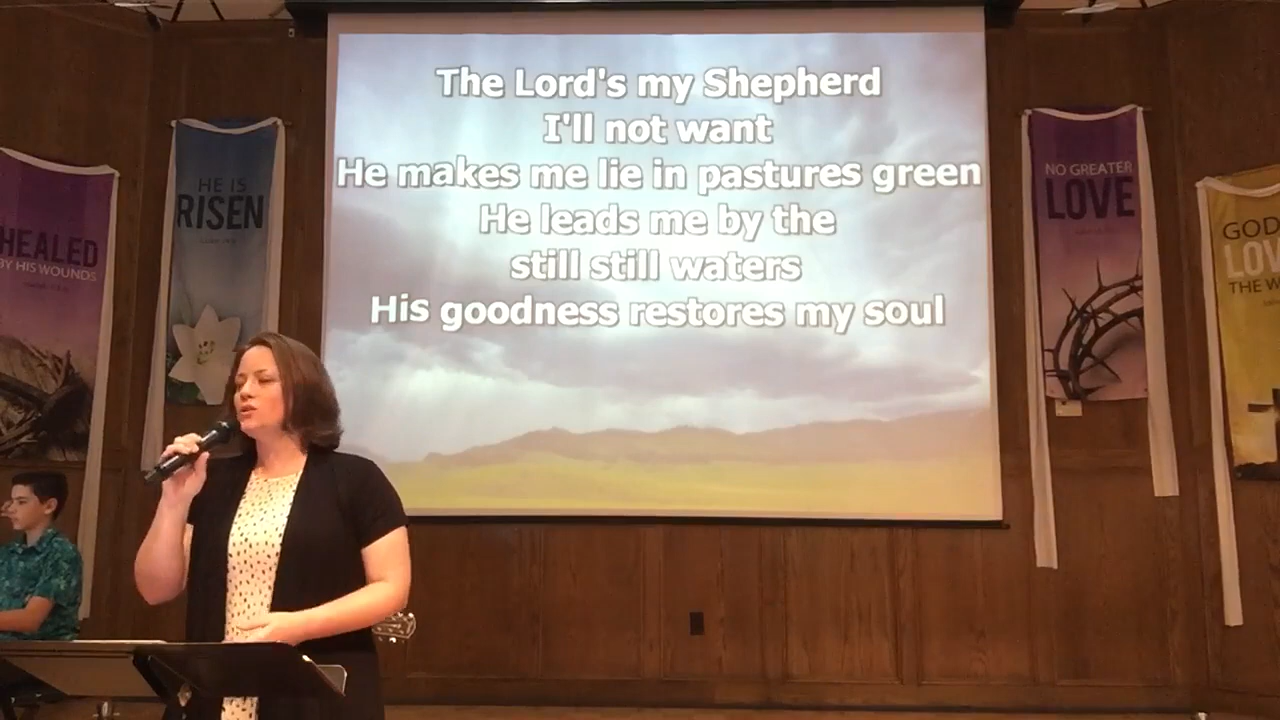 The Lord's my Shepherd
I'll not want
He makes me lie in pastures green
He leads me by the
still still waters
His goodness restores my soul
HEALED
BY HIS WOUNDS
HE IS
RISEN
NO GREATER
LOVE
GOD
THE